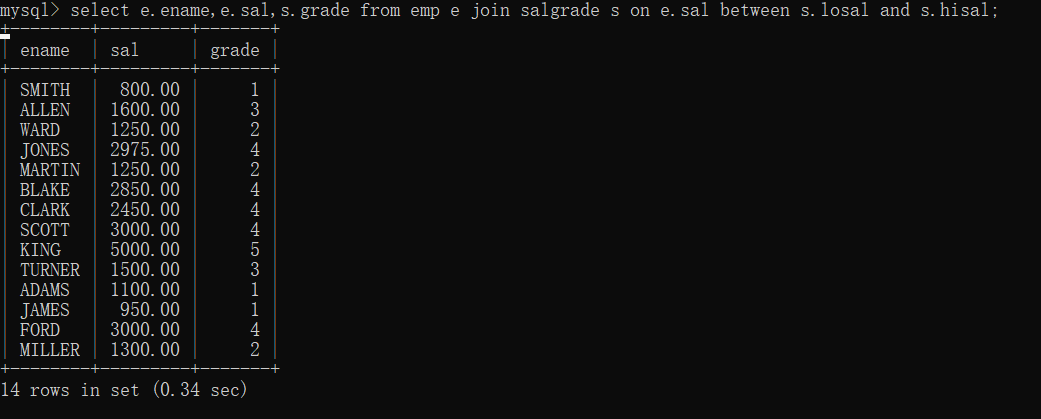 mysql> select e.ename,e.sal,s.grade from emp e join salgrade s on e.sal between s.losal and s.hisal;
+--------+---------+-------+
| ename  | sal     | grade |
+--------+---------+-------+
| SMITH  |  800.00 |     1 |
| ALLEN  | 1600.00 |     3 |
| WARD   | 1250.00 |     2 |
| JONES  | 2975.00 |     4 |
| MARTIN | 1250.00 |     2 |
| BLAKE  | 2850.00 |     4 |
| CLARK  | 2450.00 |     4 |
| SCOTT  | 3000.00 |     4 |
| KING   | 5000.00 |     5 |
| TURNER | 1500.00 |     3 |
| ADAMS  | 1100.00 |     1 |
| JAMES  |  950.00 |     1 |
| FORD   | 3000.00 |     4 |
| MILLER | 1300.00 |     2 |
+--------+---------+-------+
14 rows in set (0.34 sec)